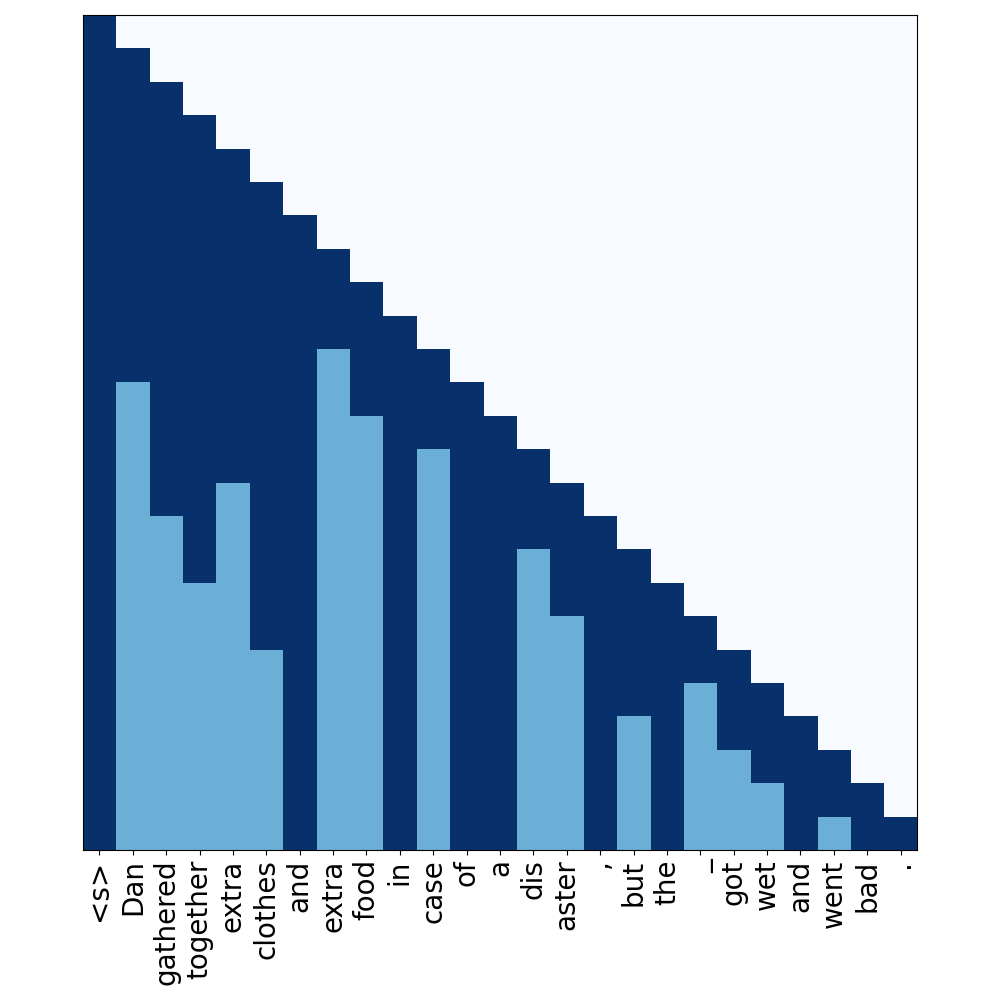 <s> Dan gathered together extra clothes and extra food in case of a dis aster , but the _ got wet and went bad .